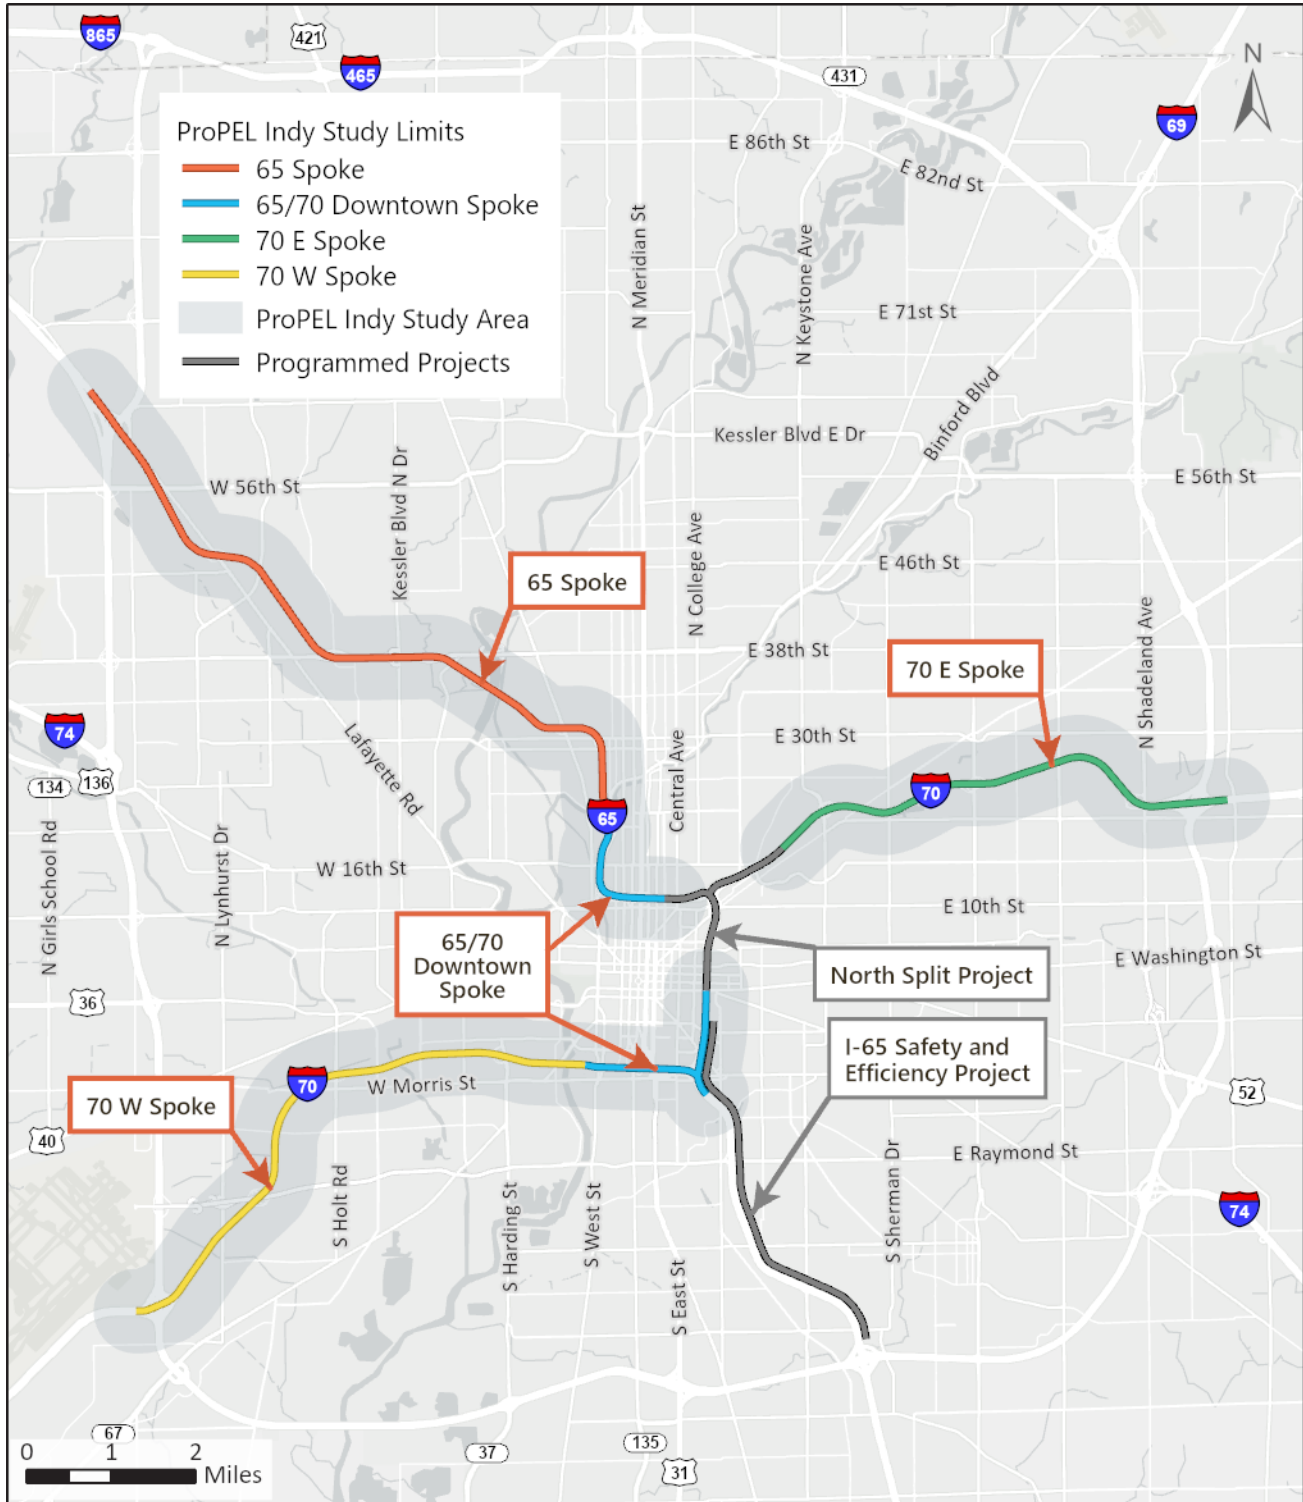 865
421
465
431
N
69
ProPEL Indy Study Limits
65 Spoke
65/70 Downtown Spoke
70 E Spoke
70 W Spoke
ProPEL Indy Study Area
Programmed Projects
E 86th St
E 82nd St
N Meridian St
N Keystone Ave
E 71st St
Binford Blvd
Kessler Blvd E Dr
Kessler Blvd N Dr
W 56th St
E 56th St
N College Ave
E 46th St
65 Spoke
N Shadeland Ave
E 38th St
70 E Spoke
74
Lafayette Rd
Central Ave
E 30th St
134
136
70
65
N Girls School Rd
N Lynhurst Dr
W 16th St
E 10th St
65/70
Downtown
Spoke
North Split Project
E Washington St
36
I-65 Safety and
Efficiency Project
70
W Morris St
70 W Spoke
52
40
E Raymond St
S Holt Rd
S Harding St
S West St
S East St
S Sherman Dr
74
67
37
135
31
0 1 2
Miles